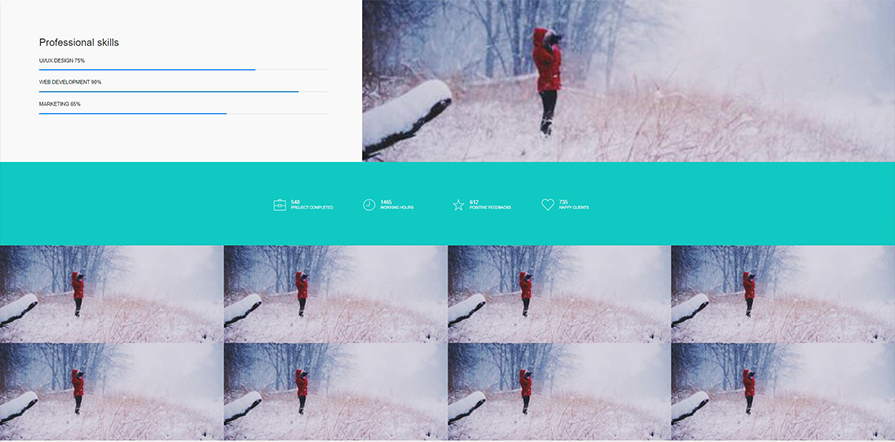 Professional skills
UI/UX DESIGN 75%
WEB DEVELOPMENT 90%
MARKETING 65%
548
PROJECT COMPLETED
1465
WORKING HOURS
612
POSITIVE FEEDBACKS
735
HAPPY CLIENTS